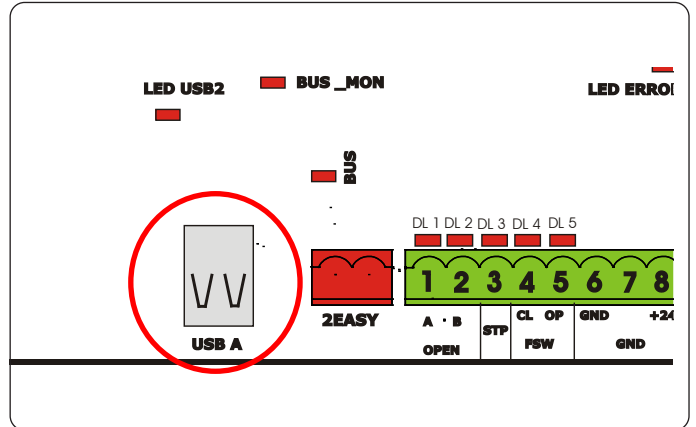 BUS _MON
LED USB2
LED ERRO
BUS
DL 1 DL 2 DL 3 DL 4 DL 5
1 2 3 4 5 6 7 8
2EASY
A · B
STP
CL OP
GND
+24
USB A
OPEN
FSW
GND